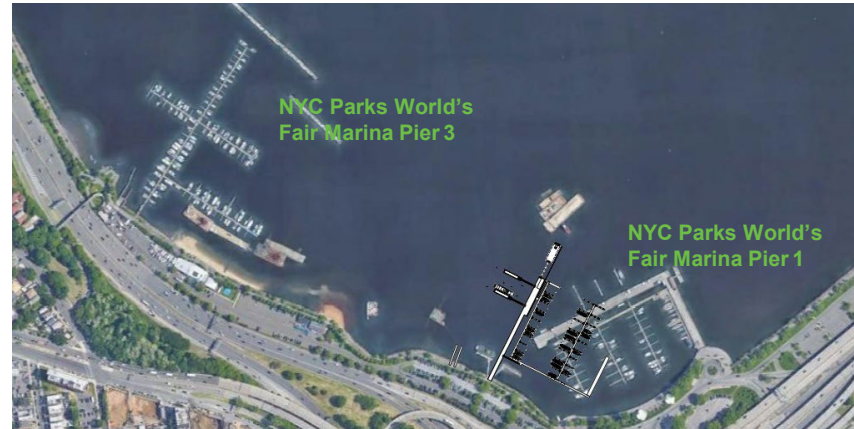 NYC Parks World's
Fair Marina Pier 3
NYC Parks World's
Fair Marina Pier 1